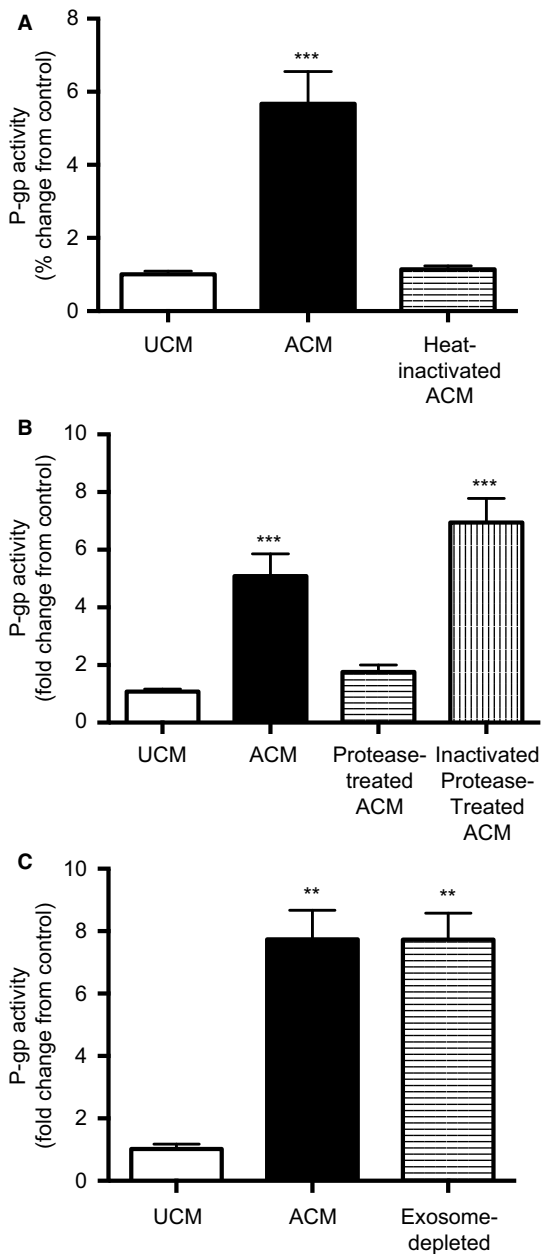 A
P-gp activity
(% change from control)
8
6
4
2
0
***
UCM
ACM
Heat-
inactivated
ACM
B
P-gp activity
(fold change from control)
10
8
6
4
2
0
***
***
UCM
ACM
Protease-
treated
ACM
Inactivated
Protease-
Treated
ACM
C
P-gp activity
(fold change from control)
10
8
6
4
2
0
**
**
UCM
ACM
Exosome-
depleted